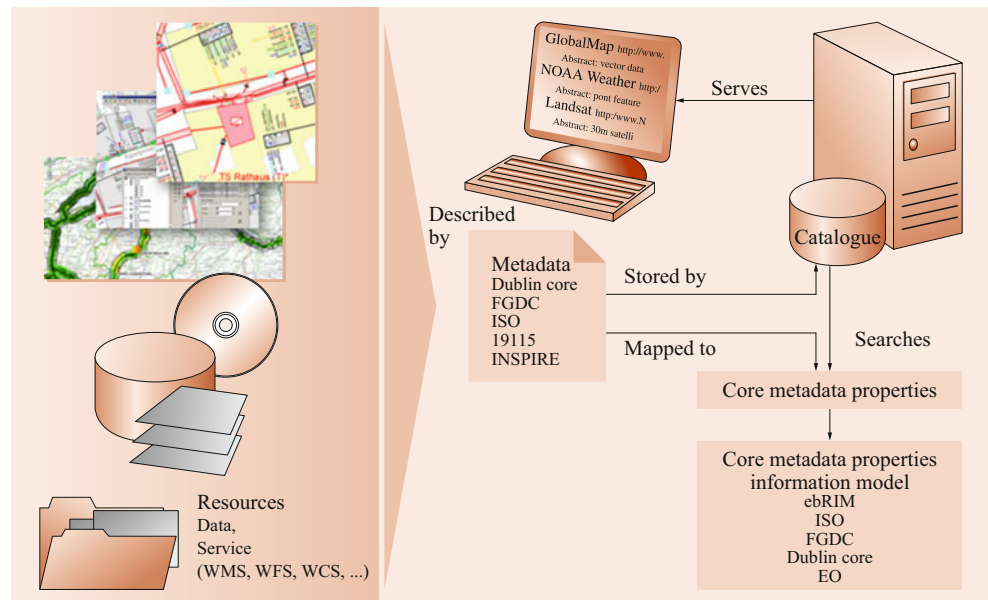 TS Rathaus (T)
Resources
Data,
Service
(WMS, WFS, WCS, ...)
GlobalMap http://www.
Abstract: vector data
NOAA Weather http:/
Abstract: pont feature
Landsat http:/www.N
Abstract: 30m satelli
Serves
Described
by
Catalogue
Metadata
Dublin core
FGDC
ISO
19115
INSPIRE
Stored by
Mapped to
Searches
Core metadata properties
Core metadata properties
information model
ebRIM
ISO
FGDC
Dublin core
EO